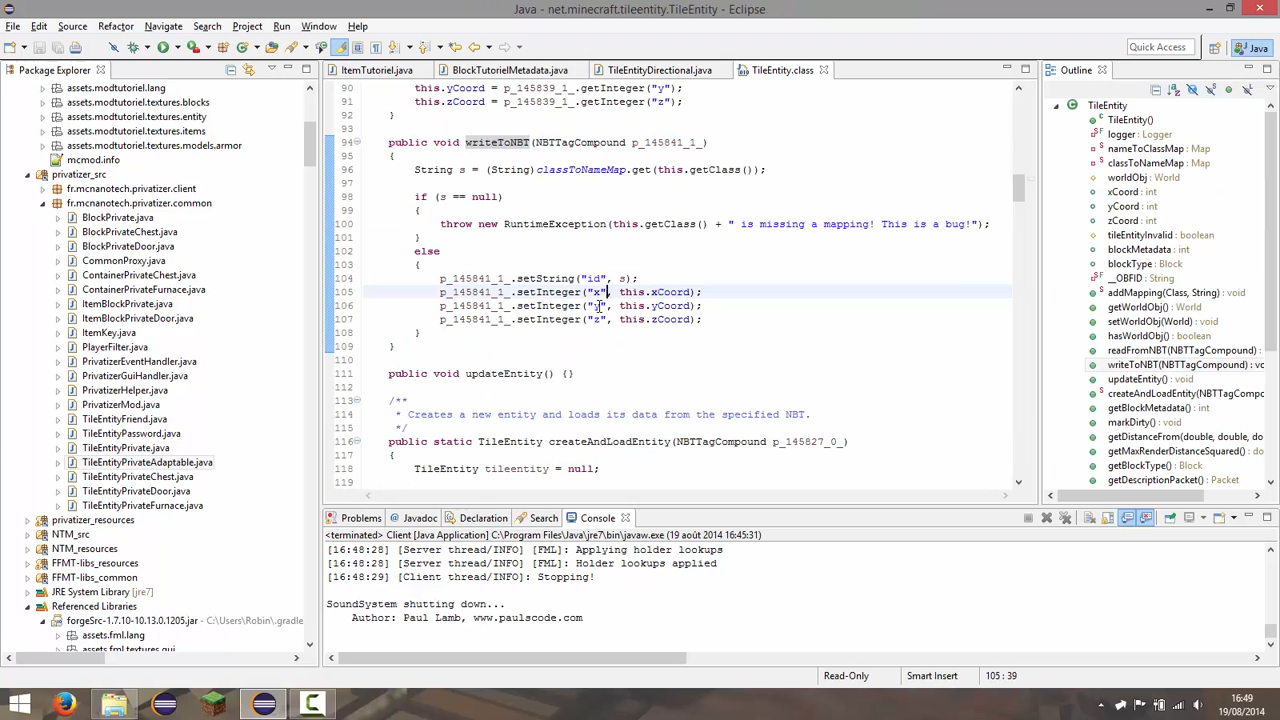 Java - net.minecraft.tileentity.TileEntity - Eclipse
File Edit Source Refactor Navigate Search Project Run Window Help
Quick Access
Java
Package Explorer
assets.modtutoriel.lang
assets.modtutoriel.textures.blocks
assets.modtutoriel.textures.entity
assets.modtutoriel.textures.items
assets.modtutoriel.textures.models.armor
mcmod.info
privatizer_src
fr.mcnanotech.privatizer.client
fr.mcnanotech.privatizer.common
BlockPrivate.java
BlockPrivateChest.java
BlockPrivateDoor.java
CommonProxy.java
ContainerPrivateChest.java
ContainerPrivateFurnace.java
ItemBlockPrivate.java
ItemKey.java
PlayerFilter.java
PrivatizerEventHandler.java
PrivatizerGuiHandler.java
PrivatizerHelper.java
PrivatizerMod.java
TileEntityFriend.java
TileEntityPassword.java
TileEntityPrivate.java
TileEntityPrivateAdaptable.java
TileEntityPrivateChest.java
TileEntityPrivateDoor.java
TileEntityPrivateFurnace.java
privatizer_resources
NTM_src
NTM_resources
FFMT-libs_resources
FFMT-libs_common
JRE System Library [jre7]
Referenced Libraries
forgeSrc-1.7.10-10.13.0.1205.jar - C:\Users\Robin\.gradle
assets.fml.lang
assets.fml.textures.gui
ItemTutoriel.java BlockTutorielMetadata.java TileEntityDirectional.java TileEntity.class
90 this.yCoord = p_145839_1_.getInteger("y");
91 this.zCoord = p_145839_1_.getInteger("z");
92 }
93
94 public void writeToNBT(NBTTagCompound p_145841_1_)
95 {
96 String s = (String)classToNameMap.get(this.getClass());
97
98 if (s == null)
99 {
100 throw new RuntimeException(this.getClass() + " is missing a mapping! This is a bug!");
101 }
102 else
103 {
104 p_145841_1_.setString("id", s);
105 p_145841_1_.setInteger("x", this.xCoord);
106 p_145841_1_.setInteger("y", this.yCoord);
107 p_145841_1_.setInteger("z", this.zCoord);
108 }
109 }
110
111 public void updateEntity() {}
112
113 /**
114 * Creates a new entity and loads its data from the specified NBT.
115 */
116 public static TileEntity createAndLoadEntity(NBTTagCompound p_145827_0_)
117 {
118 TileEntity tileentity = null;
119
Outline
TileEntity
TileEntity()
logger : Logger
nameToClassMap : Map
classToNameMap : Map
worldObj : World
xCoord : int
yCoord : int
zCoord : int
tileEntityInvalid : boolean
blockMetadata : int
blockType : Block
__OBFID : String
addMapping(Class, String)
getWorldObj()
setWorldObj(World) : void
hasWorldObj() : boolean
readFromNBT(NBTTagCompound)
writeToNBT(NBTTagCompound) : vo
updateEntity() : void
createAndLoadEntity(NBTTagComp
getBlockMetadata() : int
markDirty() : void
getDistanceFrom(double, double, do
getMaxRenderDistanceSquared() : d
getBlockType() : Block
getDescriptionPacket() : Packet
Problems Javadoc Declaration Search Console
<terminated> Client [Java Application] C:\Program Files\Java\jre7\bin\javaw.exe (19 août 2014 16:45:31)
[16:48:28] [Server thread/INFO] [FML]: Applying holder lookups
[16:48:28] [Server thread/INFO] [FML]: Holder lookups applied
[16:48:29] [Client thread/INFO]: Stopping!
SoundSystem shutting down...
Author: Paul Lamb, www.paulscode.com
Read-Only Smart Insert 105 : 39
16:49
19/08/2014